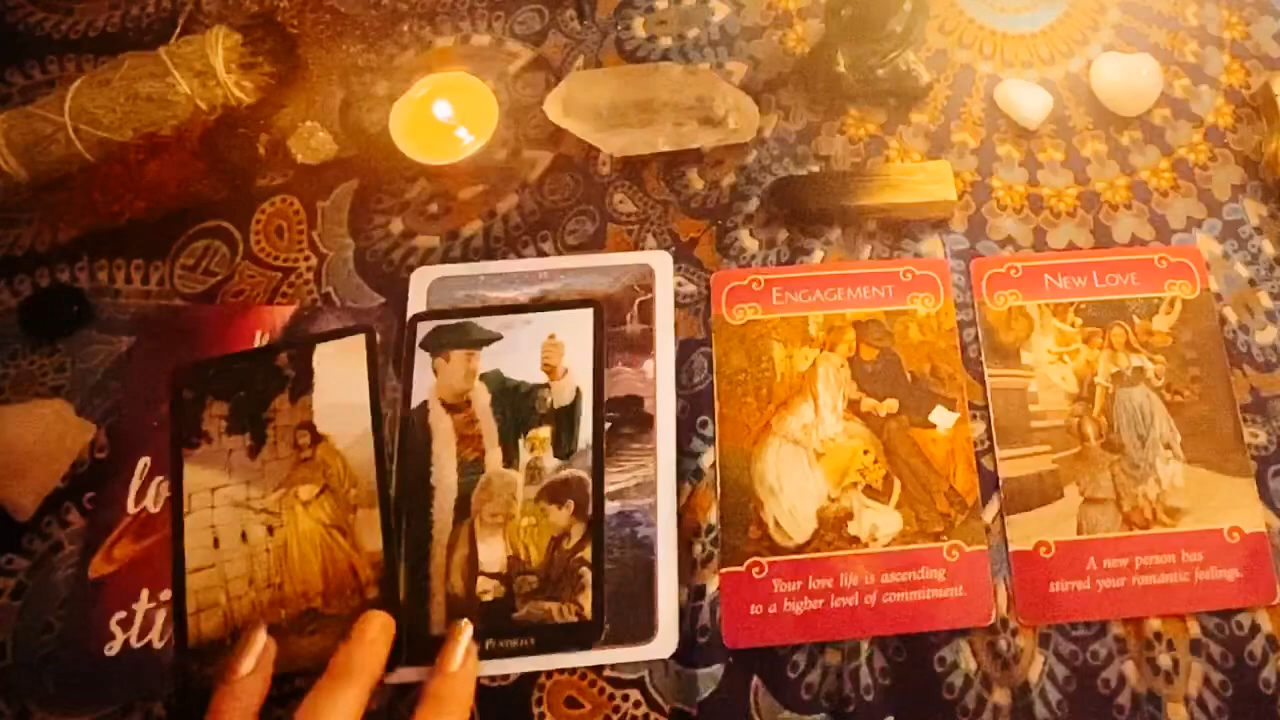 lo
sti
ENGAGEMENT
Your love life is ascending
to a higher level of commitment.
NEW LOVE
A new person has
stirred your romantic feelings.